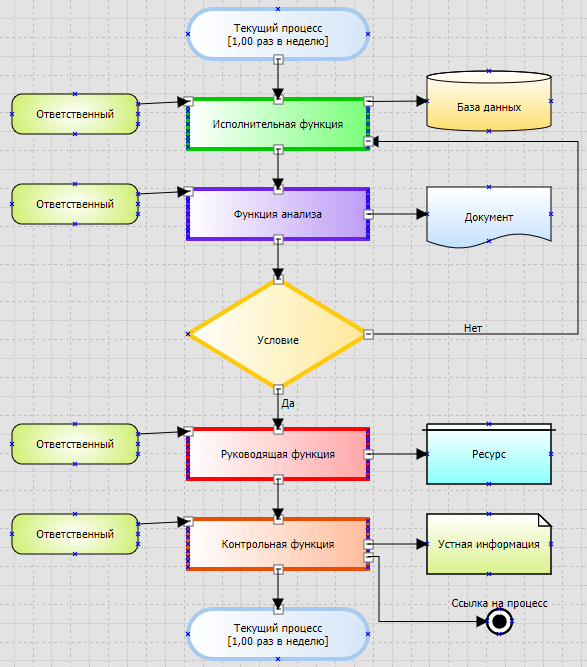 Текущий процесс
[1,00 раз в неделю]
Ответственный
Исполнительная функция
База данных
Ответственный
Функция анализа
Документ
Условие
Нет
Да
Ответственный
Руководящая функция
Ресурс
Ответственный
Контрольная функция
Устная информация
Ссылка на процесс
Текущий процесс
[1,00 раз в неделю]